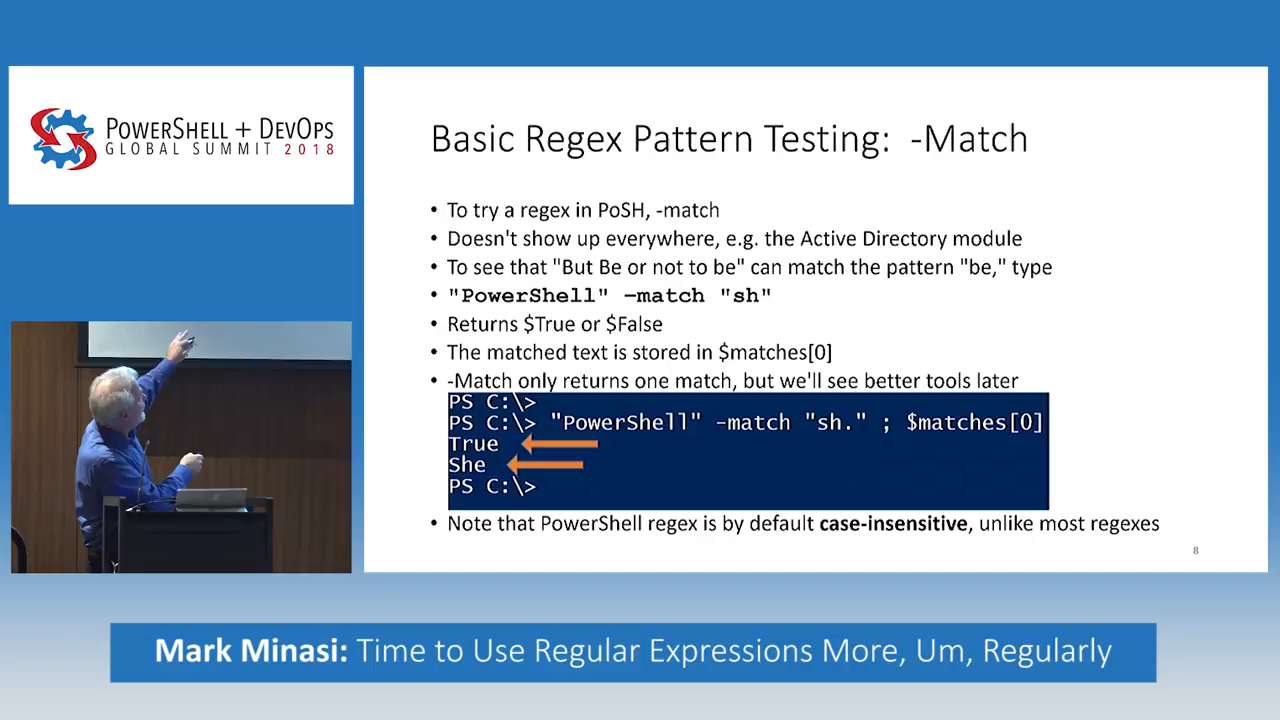 POWERSHELL + DEVOPS
GLOBAL SUMMIT 2018
Basic Regex Pattern Testing: -Match
• To try a regex in PoSH, -match
• Doesn't show up everywhere, e.g. the Active Directory module
• To see that "But Be or not to be" can match the pattern "be," type
• "PowerShell" –match "sh"
• Returns $True or $False
• The matched text is stored in $matches[0]
• -Match only returns one match, but we'll see better tools later
PS C:\>
PS C:\> "PowerShell" -match "sh." ; $matches[0]
True
She
PS C:\>
• Note that PowerShell regex is by default case-insensitive, unlike most regexes
8
Mark Minasi: Time to Use Regular Expressions More, Um, Regularly